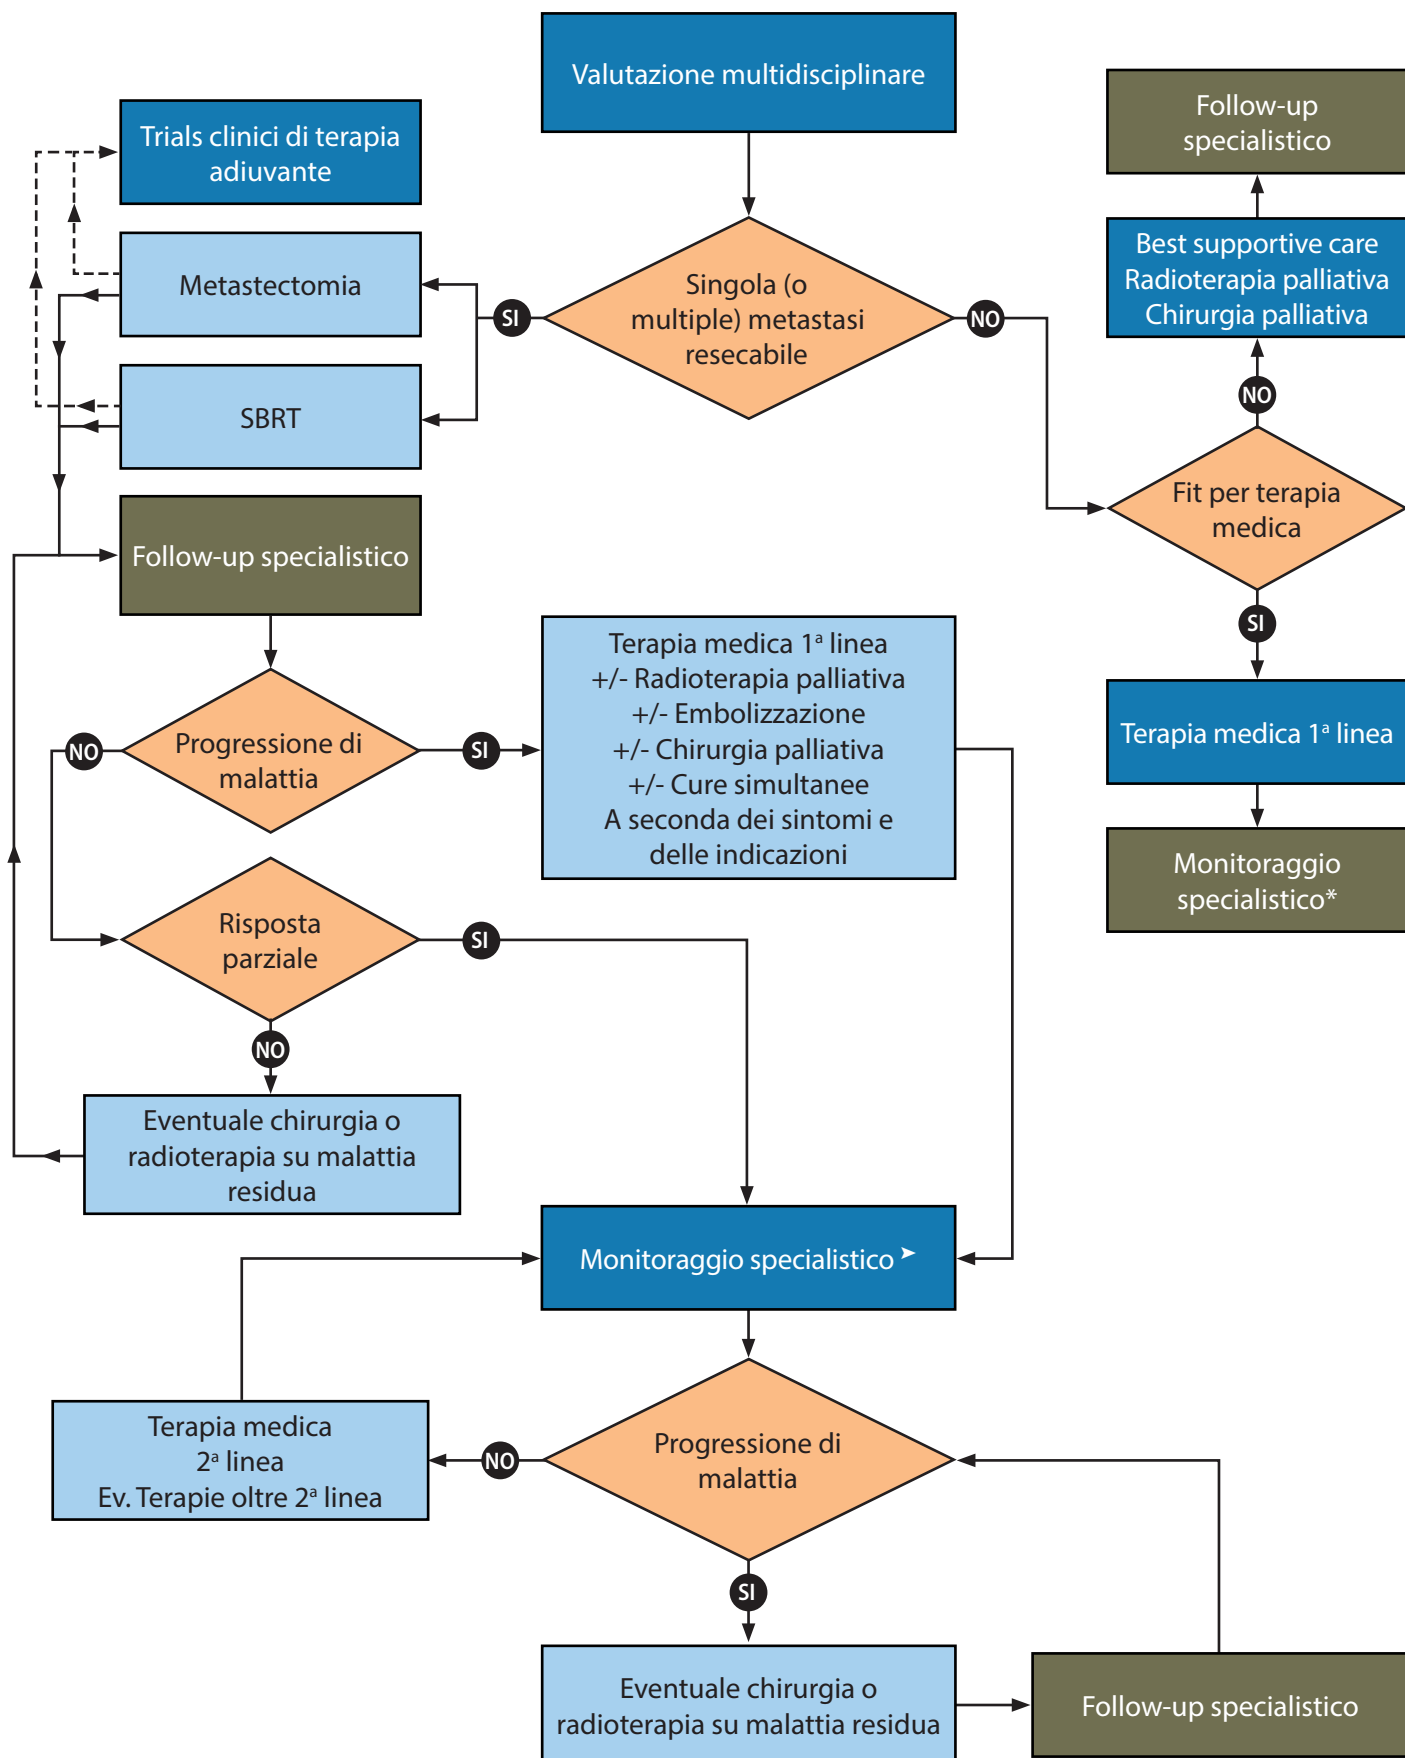 Valutazione multidisciplinare
Follow-up
specialistico
Trials clinici di terapia
adiuvante
Best supportive care
Radioterapia palliativa
Chirurgia palliativa
Metastectomia
Singola (o
multiple) metastasi
resecabile
SI
NO
NO
SBRT
Fit per terapia
medica
Follow-up specialistico
SI
Terapia medica 1ª linea
+/- Radioterapia palliativa
+/- Embolizzazione
+/- Chirurgia palliativa
+/- Cure simultanee
A seconda dei sintomi e
delle indicazioni
Terapia medica 1ª linea
NO
Progressione di
malattia
SI
Monitoraggio
specialistico*
Risposta
parziale
SI
NO
Eventuale chirurgia o
radioterapia su malattia
residua
Monitoraggio specialistico ➤
Terapia medica
2ª linea
Ev. Terapie oltre 2ª linea
NO
Progressione di
malattia
SI
Eventuale chirurgia o
radioterapia su malattia residua
Follow-up specialistico